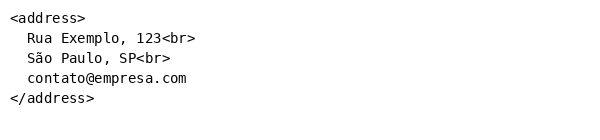 <address>
  Rua Exemplo, 123<br>
  São Paulo, SP<br>
  contato@empresa.com
</address>